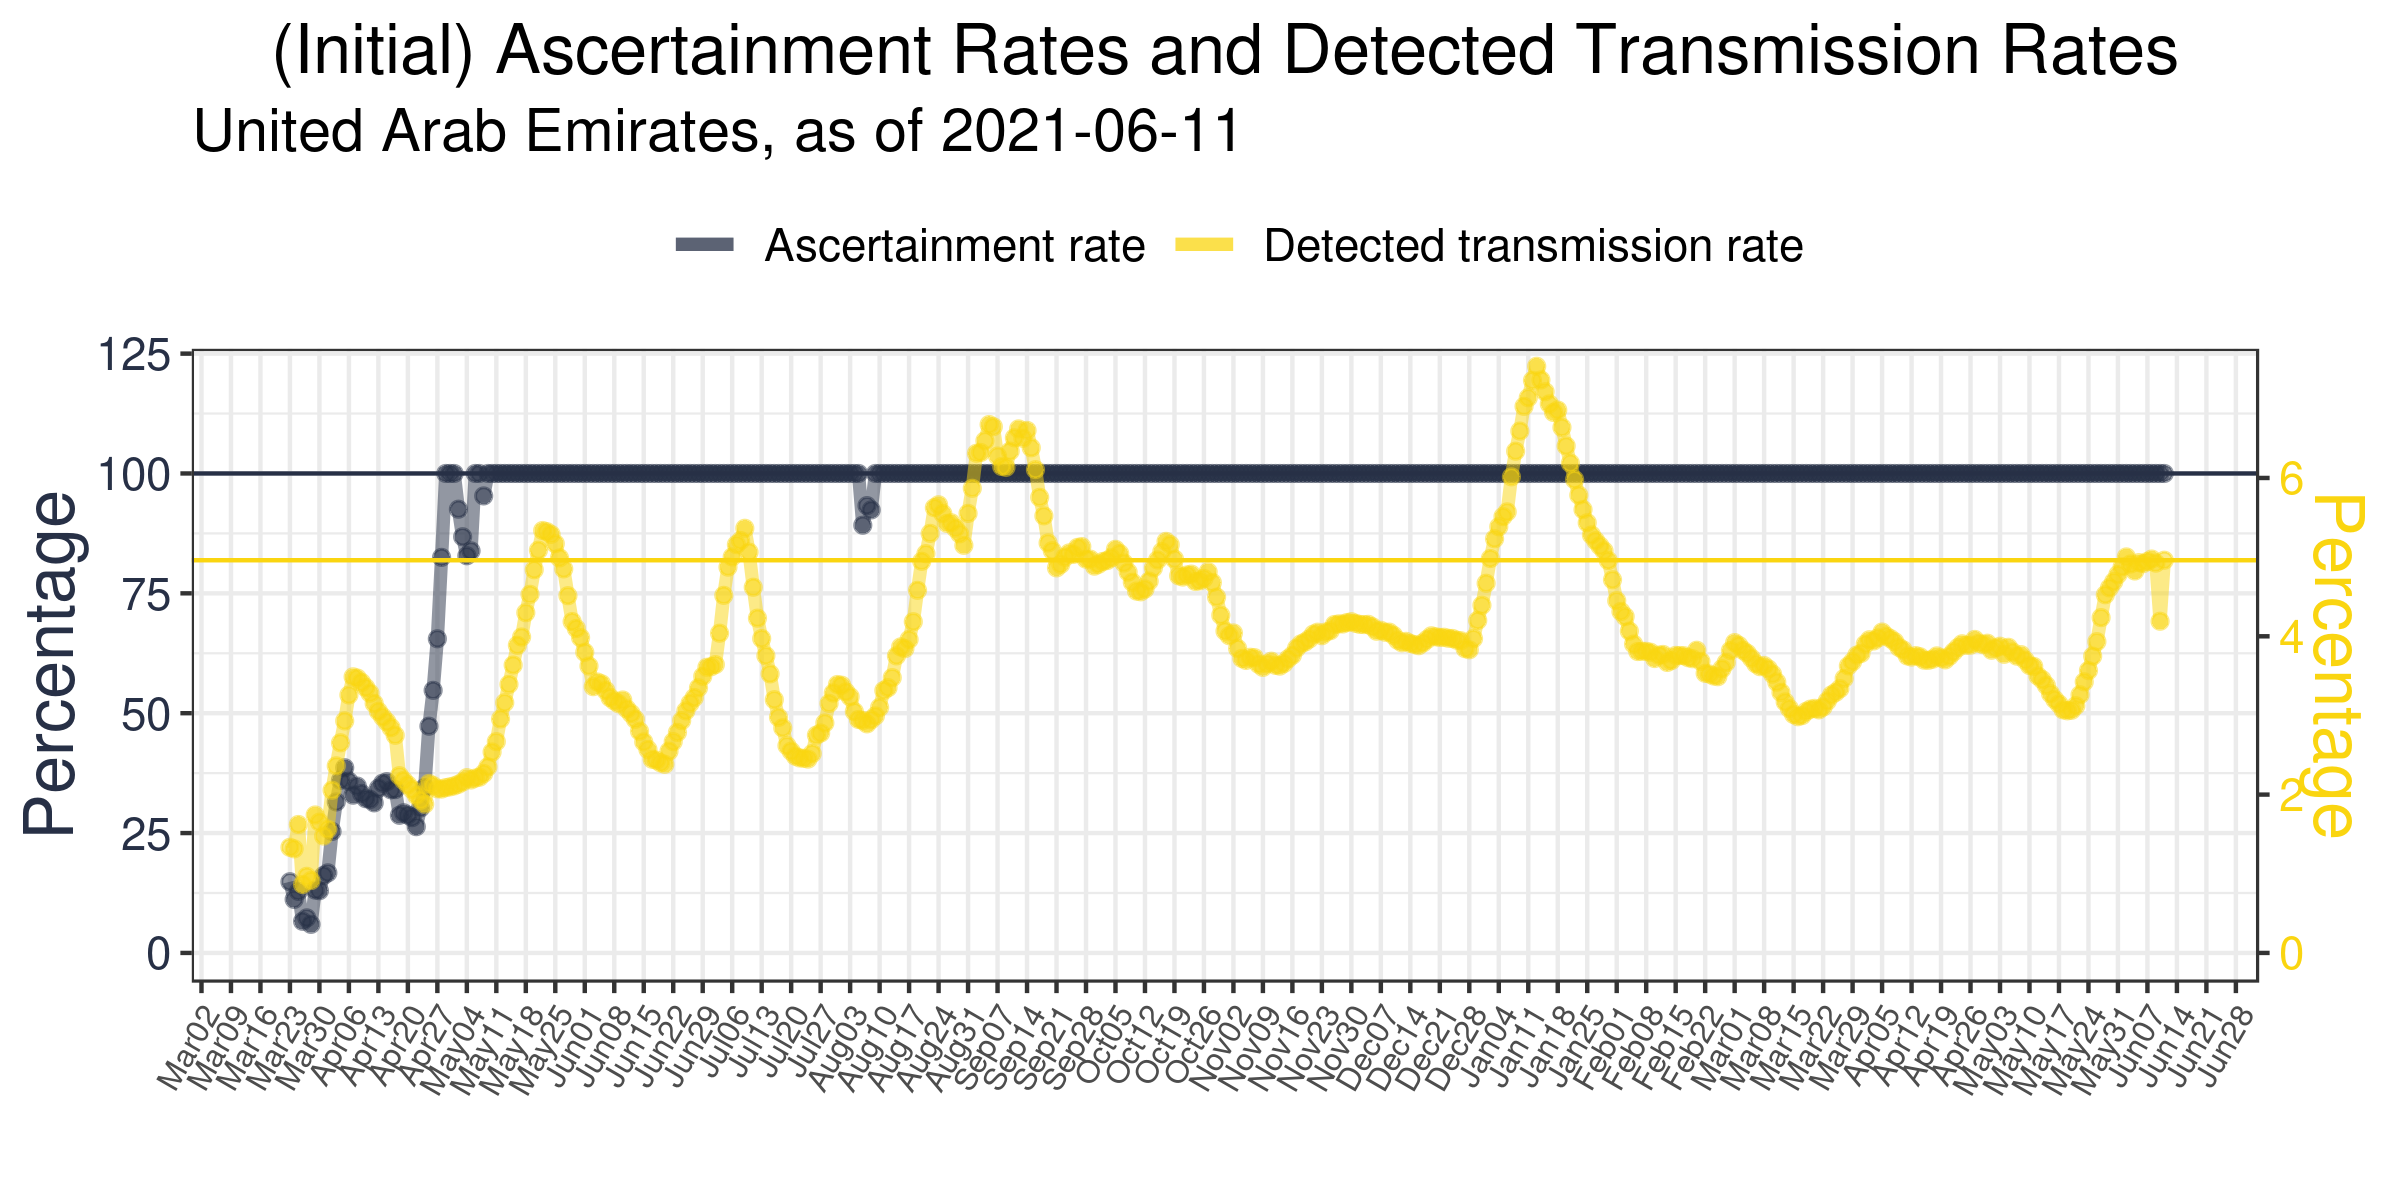 (Initial) Ascertainment Rates and Detected Transmission Rates
United Arab Emirates, as of 2021-06-11
Ascertainment rate
Detected transmission rate
Percentage
125
100
75
50
25
0
6
4
2
0
Percentage
Mar02
Mar09
Mar16
Mar23
Mar30
Apr06
Apr13
Apr20
Apr27
May04
May11
May18
May25
Jun01
Jun08
Jun15
Jun22
Jun29
Jul06
Jul13
Jul20
Jul27
Aug03
Aug10
Aug17
Aug24
Aug31
Sep07
Sep14
Sep21
Sep28
Oct05
Oct12
Oct19
Oct26
Nov02
Nov09
Nov16
Nov23
Nov30
Dec07
Dec14
Dec21
Dec28
Jan04
Jan11
Jan18
Jan25
Feb01
Feb08
Feb15
Feb22
Mar01
Mar08
Mar15
Mar22
Mar29
Apr05
Apr12
Apr19
Apr26
May03
May10
May17
May24
May31
Jun07
Jun14
Jun21
Jun28